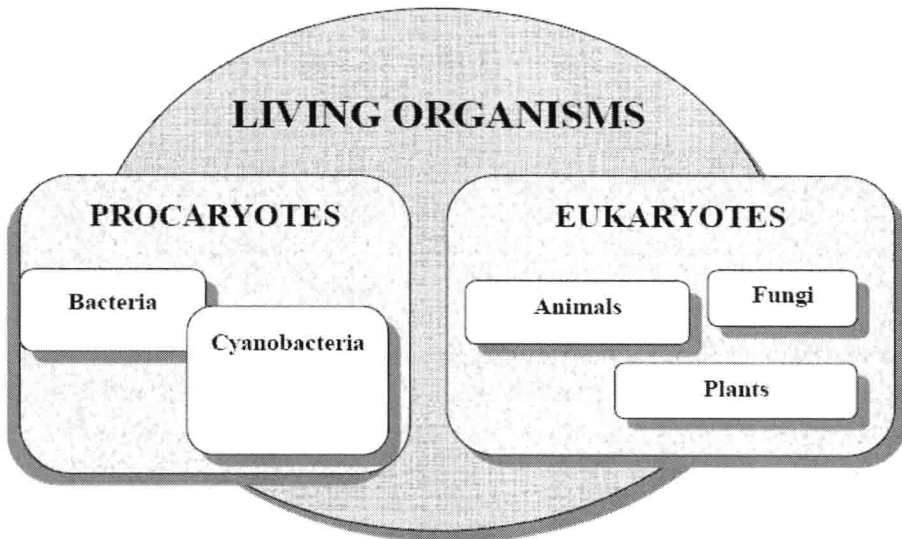 LIVING ORGANISMS
PROCARYOTES
Bacteria
Cyanobacteria
EUKARYOTES
Animals
Fungi
Plants